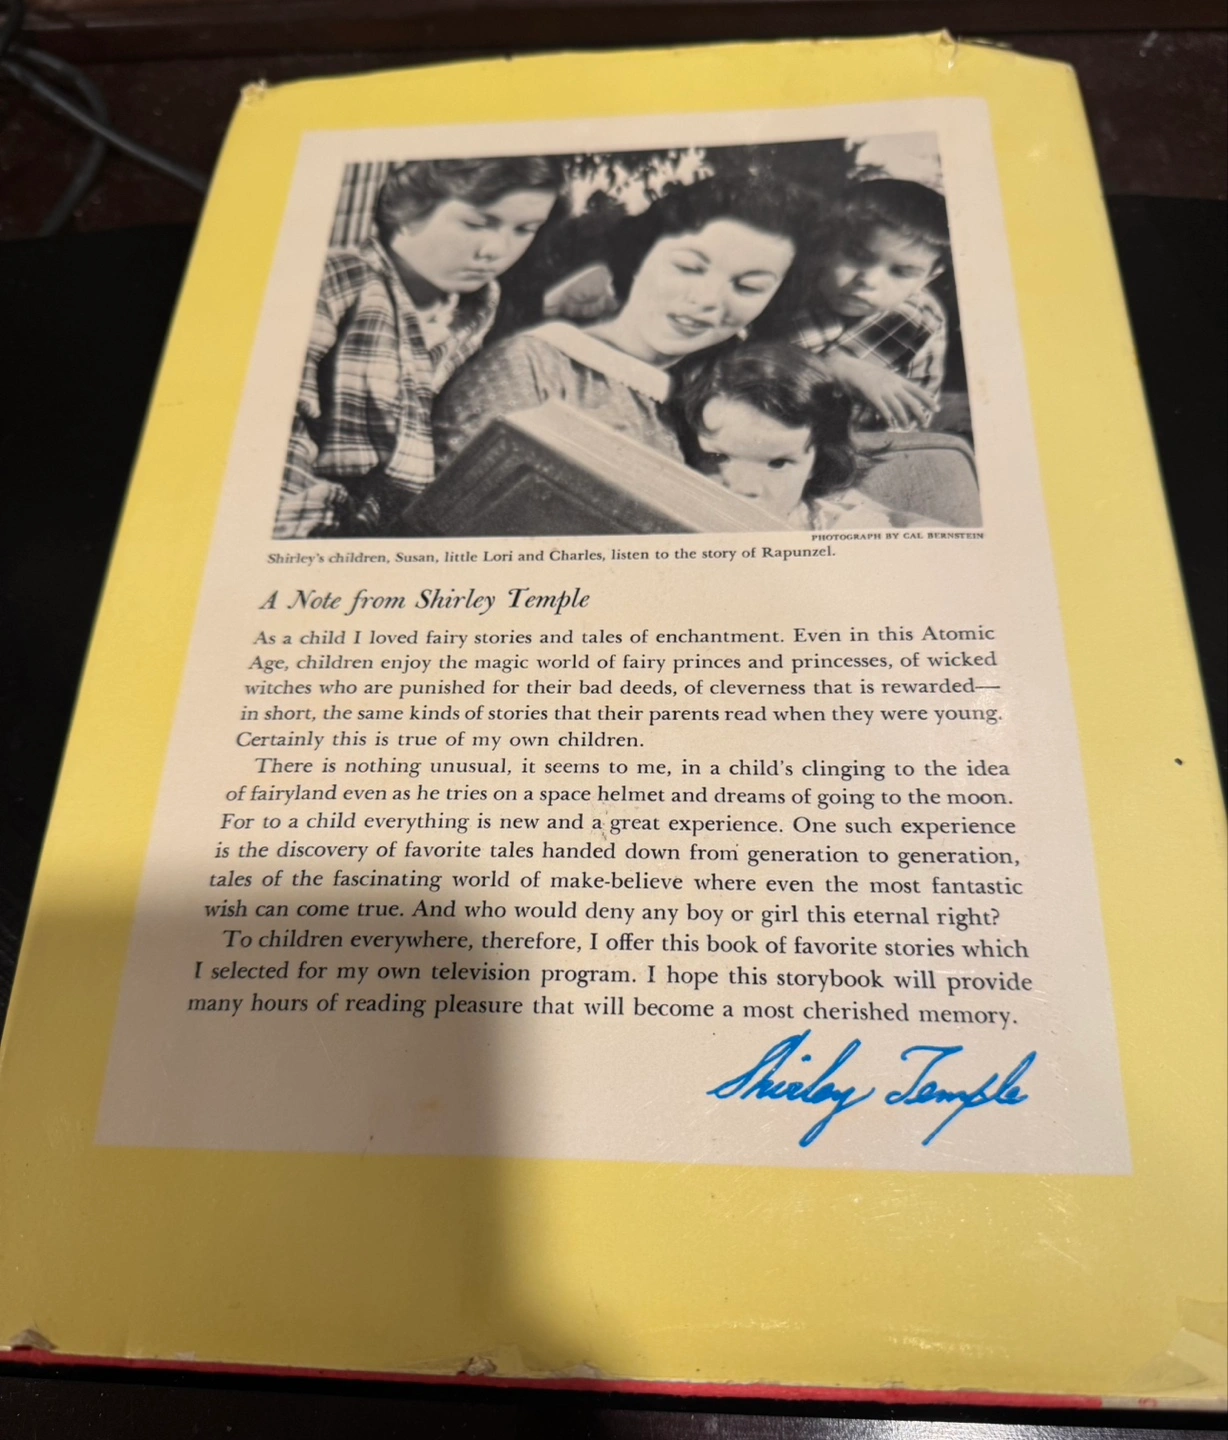 PHOTOGRAPH BY CAL BERNSTEIN
Shirley's children, Susan, little Lori and Charles, listen to the story of Rapunzel.
A Note from Shirley Temple
As a child I loved fairy stories and tales of enchantment. Even in this Atomic
Age, children enjoy the magic world of fairy princes and princesses, of wicked
witches who are punished for their bad deeds, of cleverness that is rewarded—
in short, the same kinds of stories that their parents read when they were young.
Certainly this is true of my own children.
There is nothing unusual, it seems to me, in a child's clinging to the idea
of fairyland even as he tries on a space helmet and dreams of going to the moon.
For to a child everything is new and a great experience. One such experience
is the discovery of favorite tales handed down from generation to generation,
tales of the fascinating world of make-believe where even the most fantastic
wish can come true. And who would deny any boy or girl this eternal right?
To children everywhere, therefore, I offer this book of favorite stories which
I selected for my own television program. I hope this storybook will provide
many hours of reading pleasure that will become a most cherished memory.
Shirley Temple